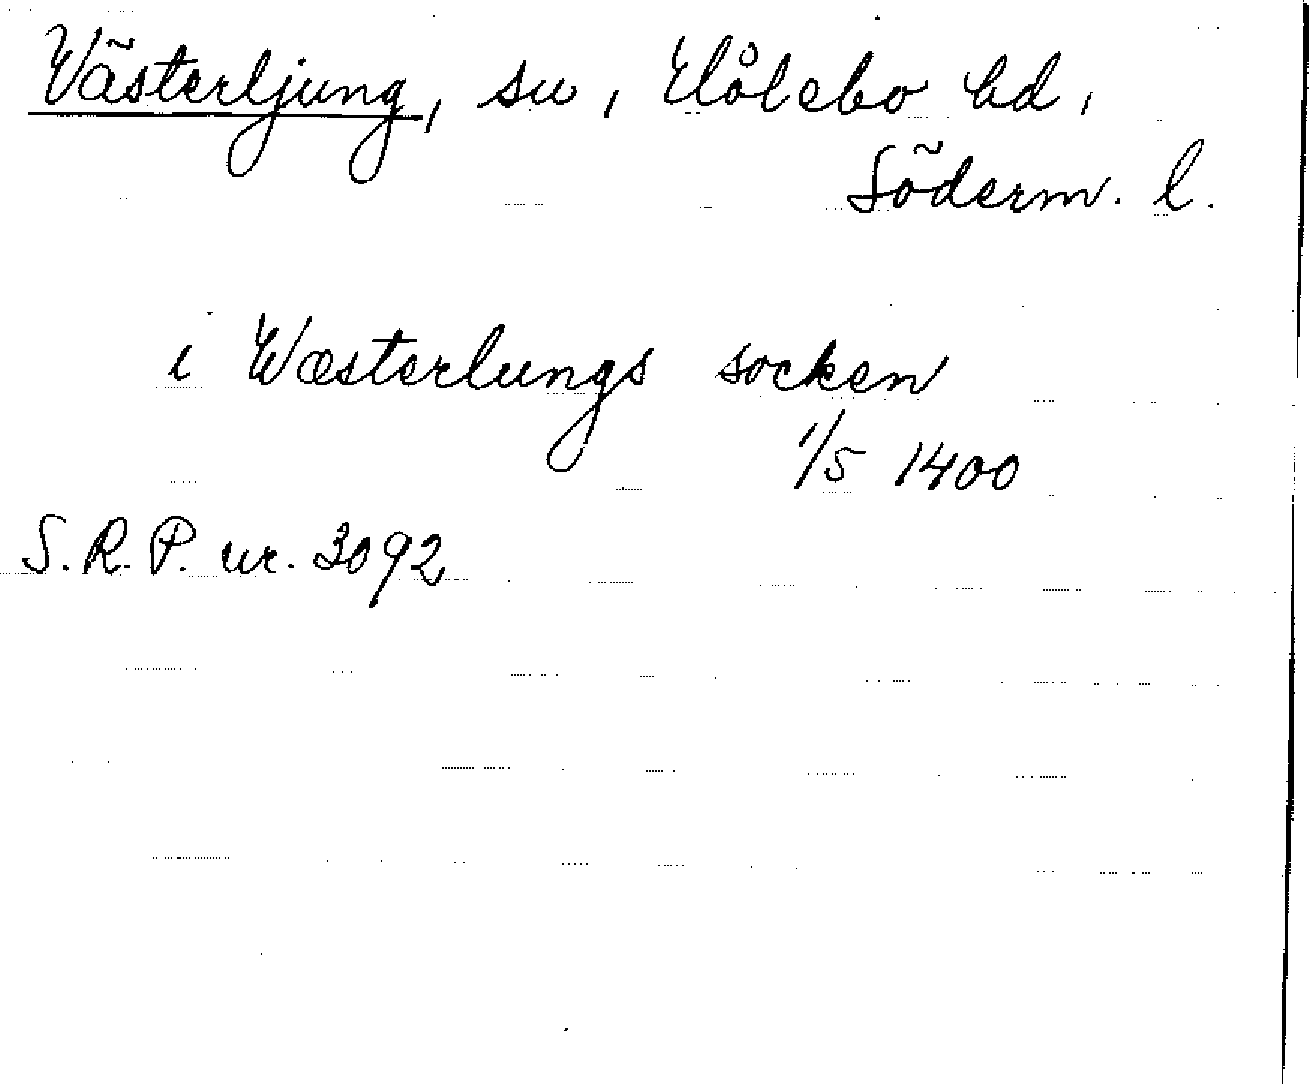 Västerljung, sn, Hölebo hd,
Söderm. l.
i Wæsterlungs socken
1/5 1400
S.R.P. nr. 3092